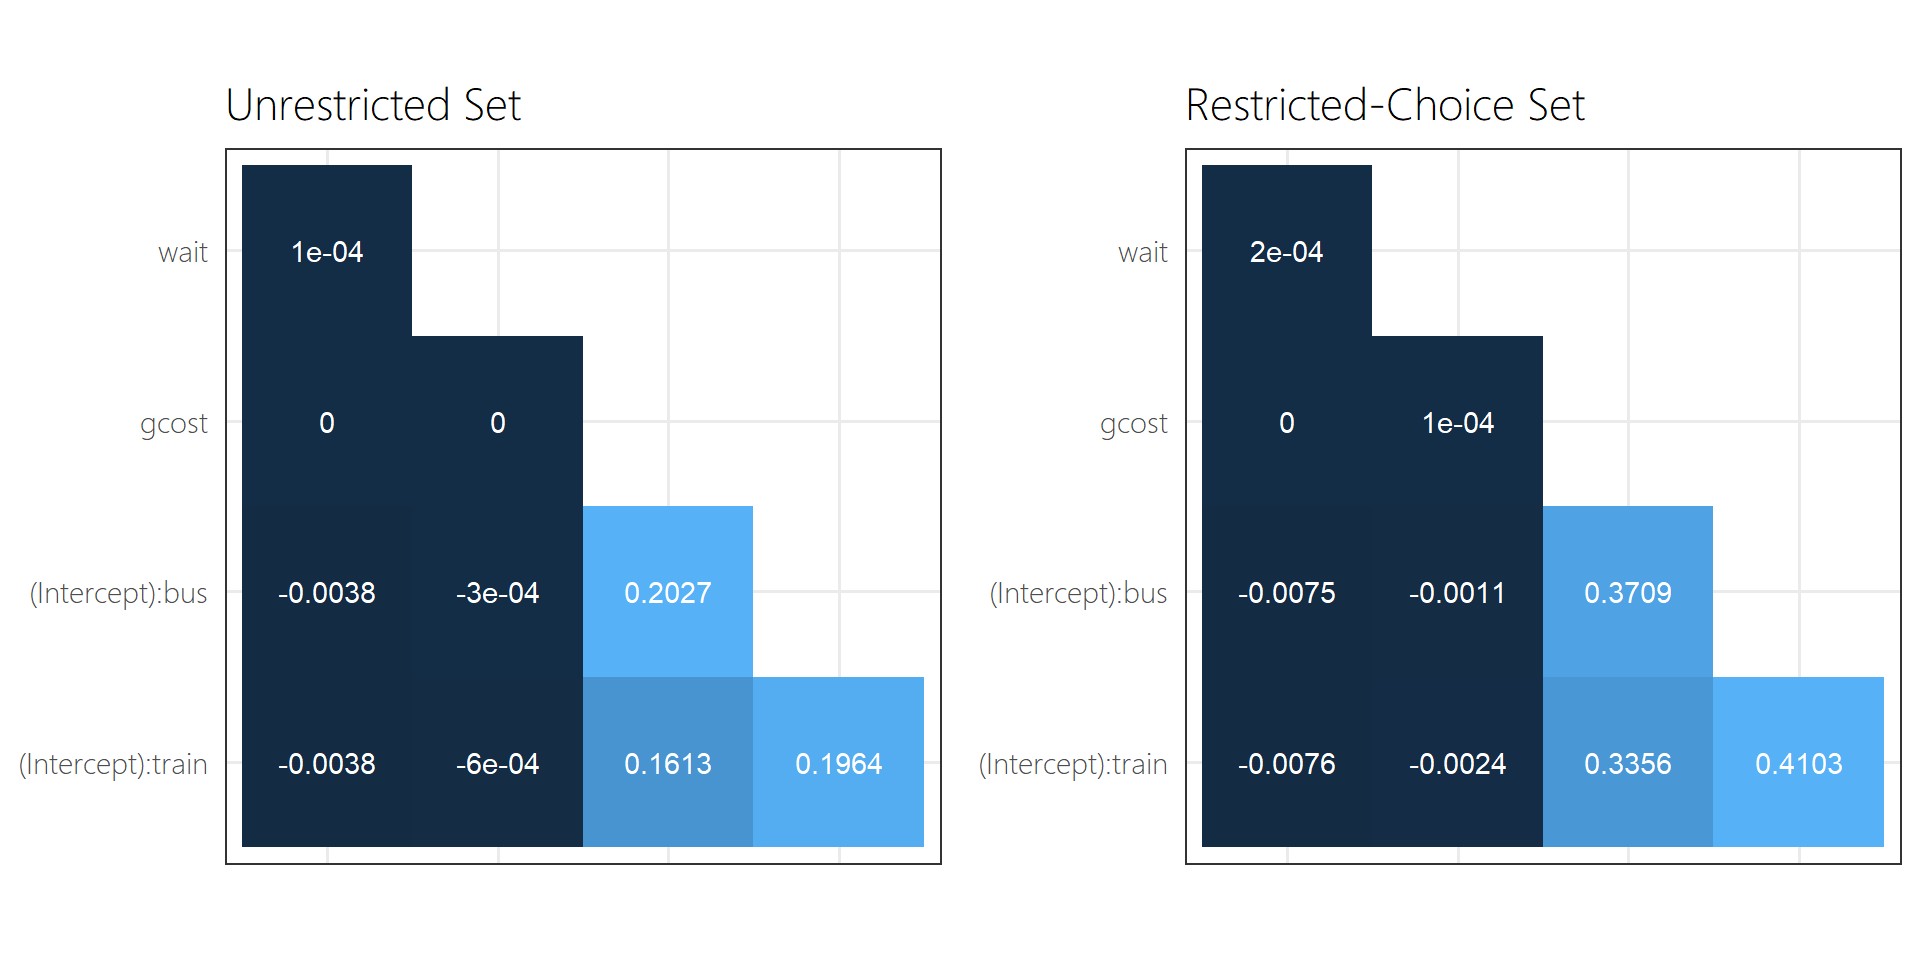 Unrestricted Set
wait 1e-04
gcost 0 0
(Intercept):bus -0.0038 -3e-04 0.2027
(Intercept):train -0.0038 -6e-04 0.1613 0.1964
Restricted-Choice Set
wait 2e-04
gcost 0 1e-04
(Intercept):bus -0.0075 -0.0011 0.3709
(Intercept):train -0.0076 -0.0024 0.3356 0.4103